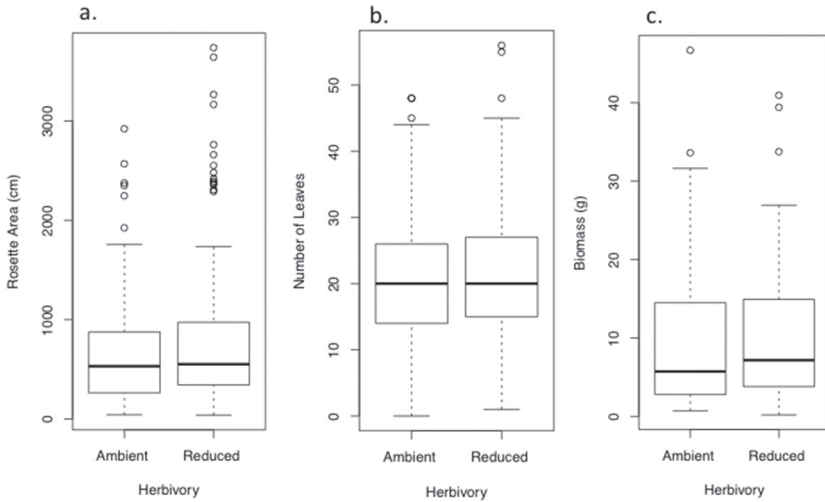 a.
Rosette Area (cm)
3000
2000
1000
0
Ambient Reduced
Herbivory
b.
Number of Leaves
50
40
30
20
10
0
Ambient Reduced
Herbivory
c.
Biomass (g)
40
30
20
10
0
Ambient Reduced
Herbivory